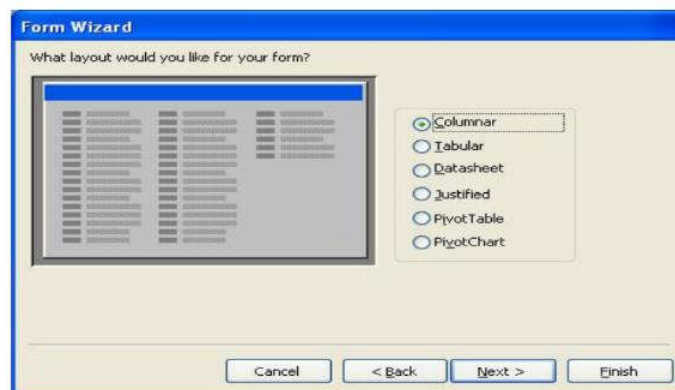 Form Wizard
What layout would you like for your form?
Columnar
Tabular
Datasheet
Justified
PivotTable
PivotChart
Cancel
< Back
Next >
Finish